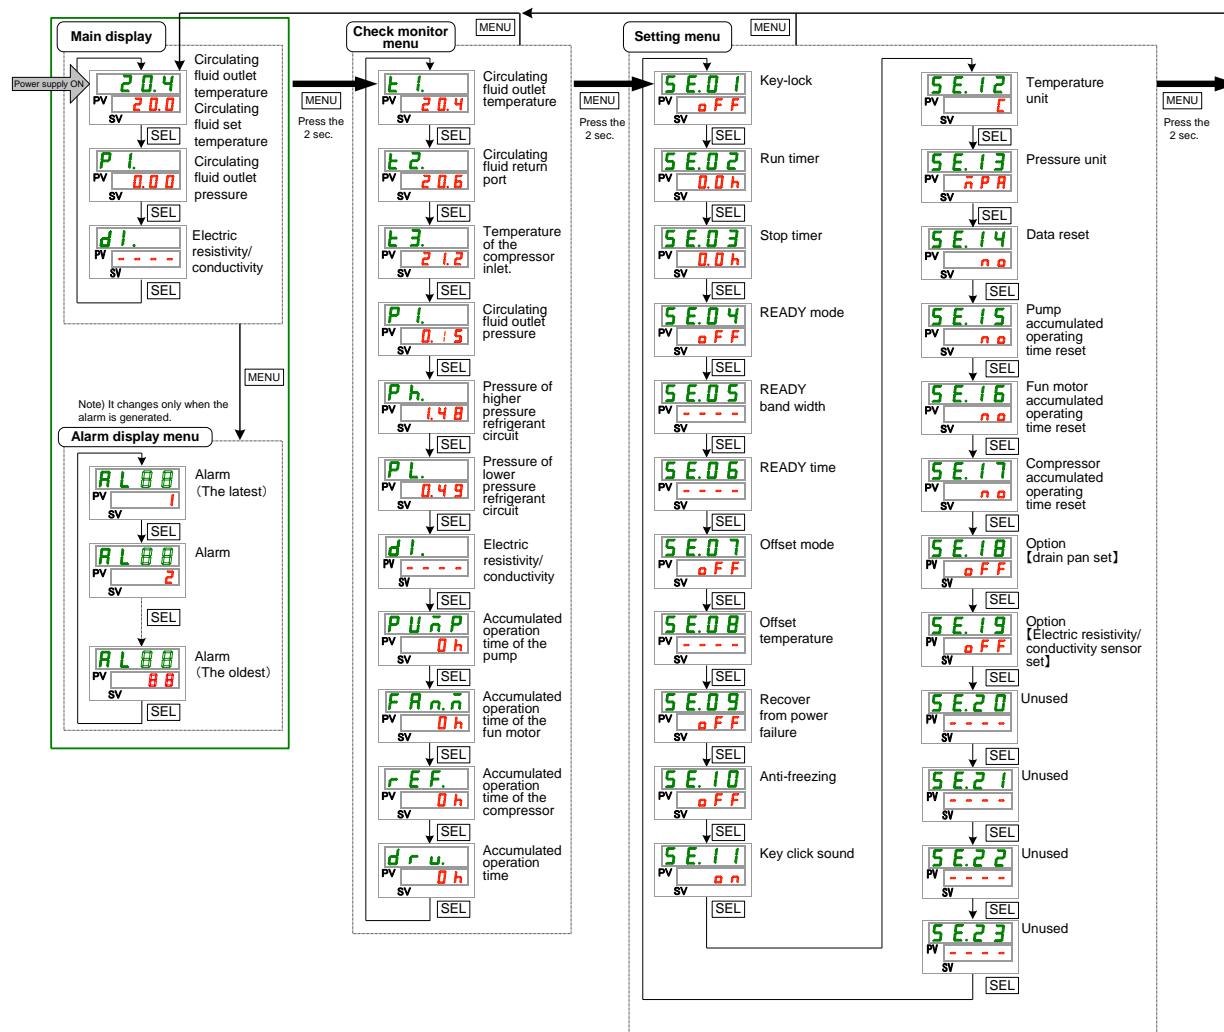 MENU
MENU
Main display
Power supply ON
20.4
PV
20.0
SV
Circulating
fluid outlet
temperature
Circulating
fluid set
temperature
SEL
P 1.
PV
0.00
SV
Circulating
fluid outlet
pressure
SEL
d1.
PV
- - - -
SV
Electric
resistivity/
conductivity
SEL
MENU
Note) It changes only when the
alarm is generated.
Alarm display menu
AL88
PV
1
SV
Alarm
(The latest)
SEL
AL88
PV
2
SV
Alarm
SEL
AL88
PV
88
SV
Alarm
(The oldest)
SEL
MENU
Press the
2 sec.
Check monitor
menu
t 1.
PV
20.4
SV
Circulating
fluid outlet
temperature
SEL
t 2.
PV
20.6
SV
Circulating
fluid return
port
SEL
t 3.
PV
21.2
SV
Temperature
of the
compressor
inlet.
SEL
P 1.
PV
0.15
SV
Circulating
fluid outlet
pressure
SEL
P h.
PV
1.48
SV
Pressure of
higher
pressure
refrigerant
circuit
SEL
P L.
PV
0.49
SV
Pressure of
lower
pressure
refrigerant
circuit
SEL
d1.
PV
- - - -
SV
Electric
resistivity/
conductivity
SEL
PUmP
PV
0h
SV
Accumulated
operation
time of the
pump
SEL
FAn.m
PV
0h
SV
Accumulated
operation
time of the
fun motor
SEL
rEF.
PV
0h
SV
Accumulated
operation
time of the
compressor
SEL
dru.
PV
0h
SV
Accumulated
operation
time
SEL
MENU
Press the
2 sec.
Setting menu
SE.01
PV
oFF
SV
Key-lock
SEL
SE.02
PV
0.0h
SV
Run timer
SEL
SE.03
PV
0.0h
SV
Stop timer
SEL
SE.04
PV
oFF
SV
READY mode
SEL
SE.05
PV
- - - -
SV
READY
band width
SEL
SE.06
PV
- - - -
SV
READY time
SEL
SE.07
PV
oFF
SV
Offset mode
SEL
SE.08
PV
- - - -
SV
Offset
temperature
SEL
SE.09
PV
oFF
SV
Recover
from power
failure
SEL
SE.10
PV
oFF
SV
Anti-freezing
SEL
SE.11
PV
on
SV
Key click sound
SEL
SE.12
PV
C
SV
Temperature
unit
SEL
SE.13
PV
mPA
SV
Pressure unit
SEL
SE.14
PV
no
SV
Data reset
SEL
SE.15
PV
no
SV
Pump
accumulated
operating
time reset
SEL
SE.16
PV
no
SV
Fun motor
accumulated
operating
time reset
SEL
SE.17
PV
no
SV
Compressor
accumulated
operating
time reset
SEL
SE.18
PV
oFF
SV
Option
【drain pan set】
SEL
SE.19
PV
oFF
SV
Option
【Electric resistivity/
conductivity sensor
set】
SEL
SE.20
PV
- - - -
SV
Unused
SEL
SE.21
PV
- - - -
SV
Unused
SEL
SE.22
PV
- - - -
SV
Unused
SEL
SE.23
PV
- - - -
SV
Unused
SEL
MENU
Press the
2 sec.